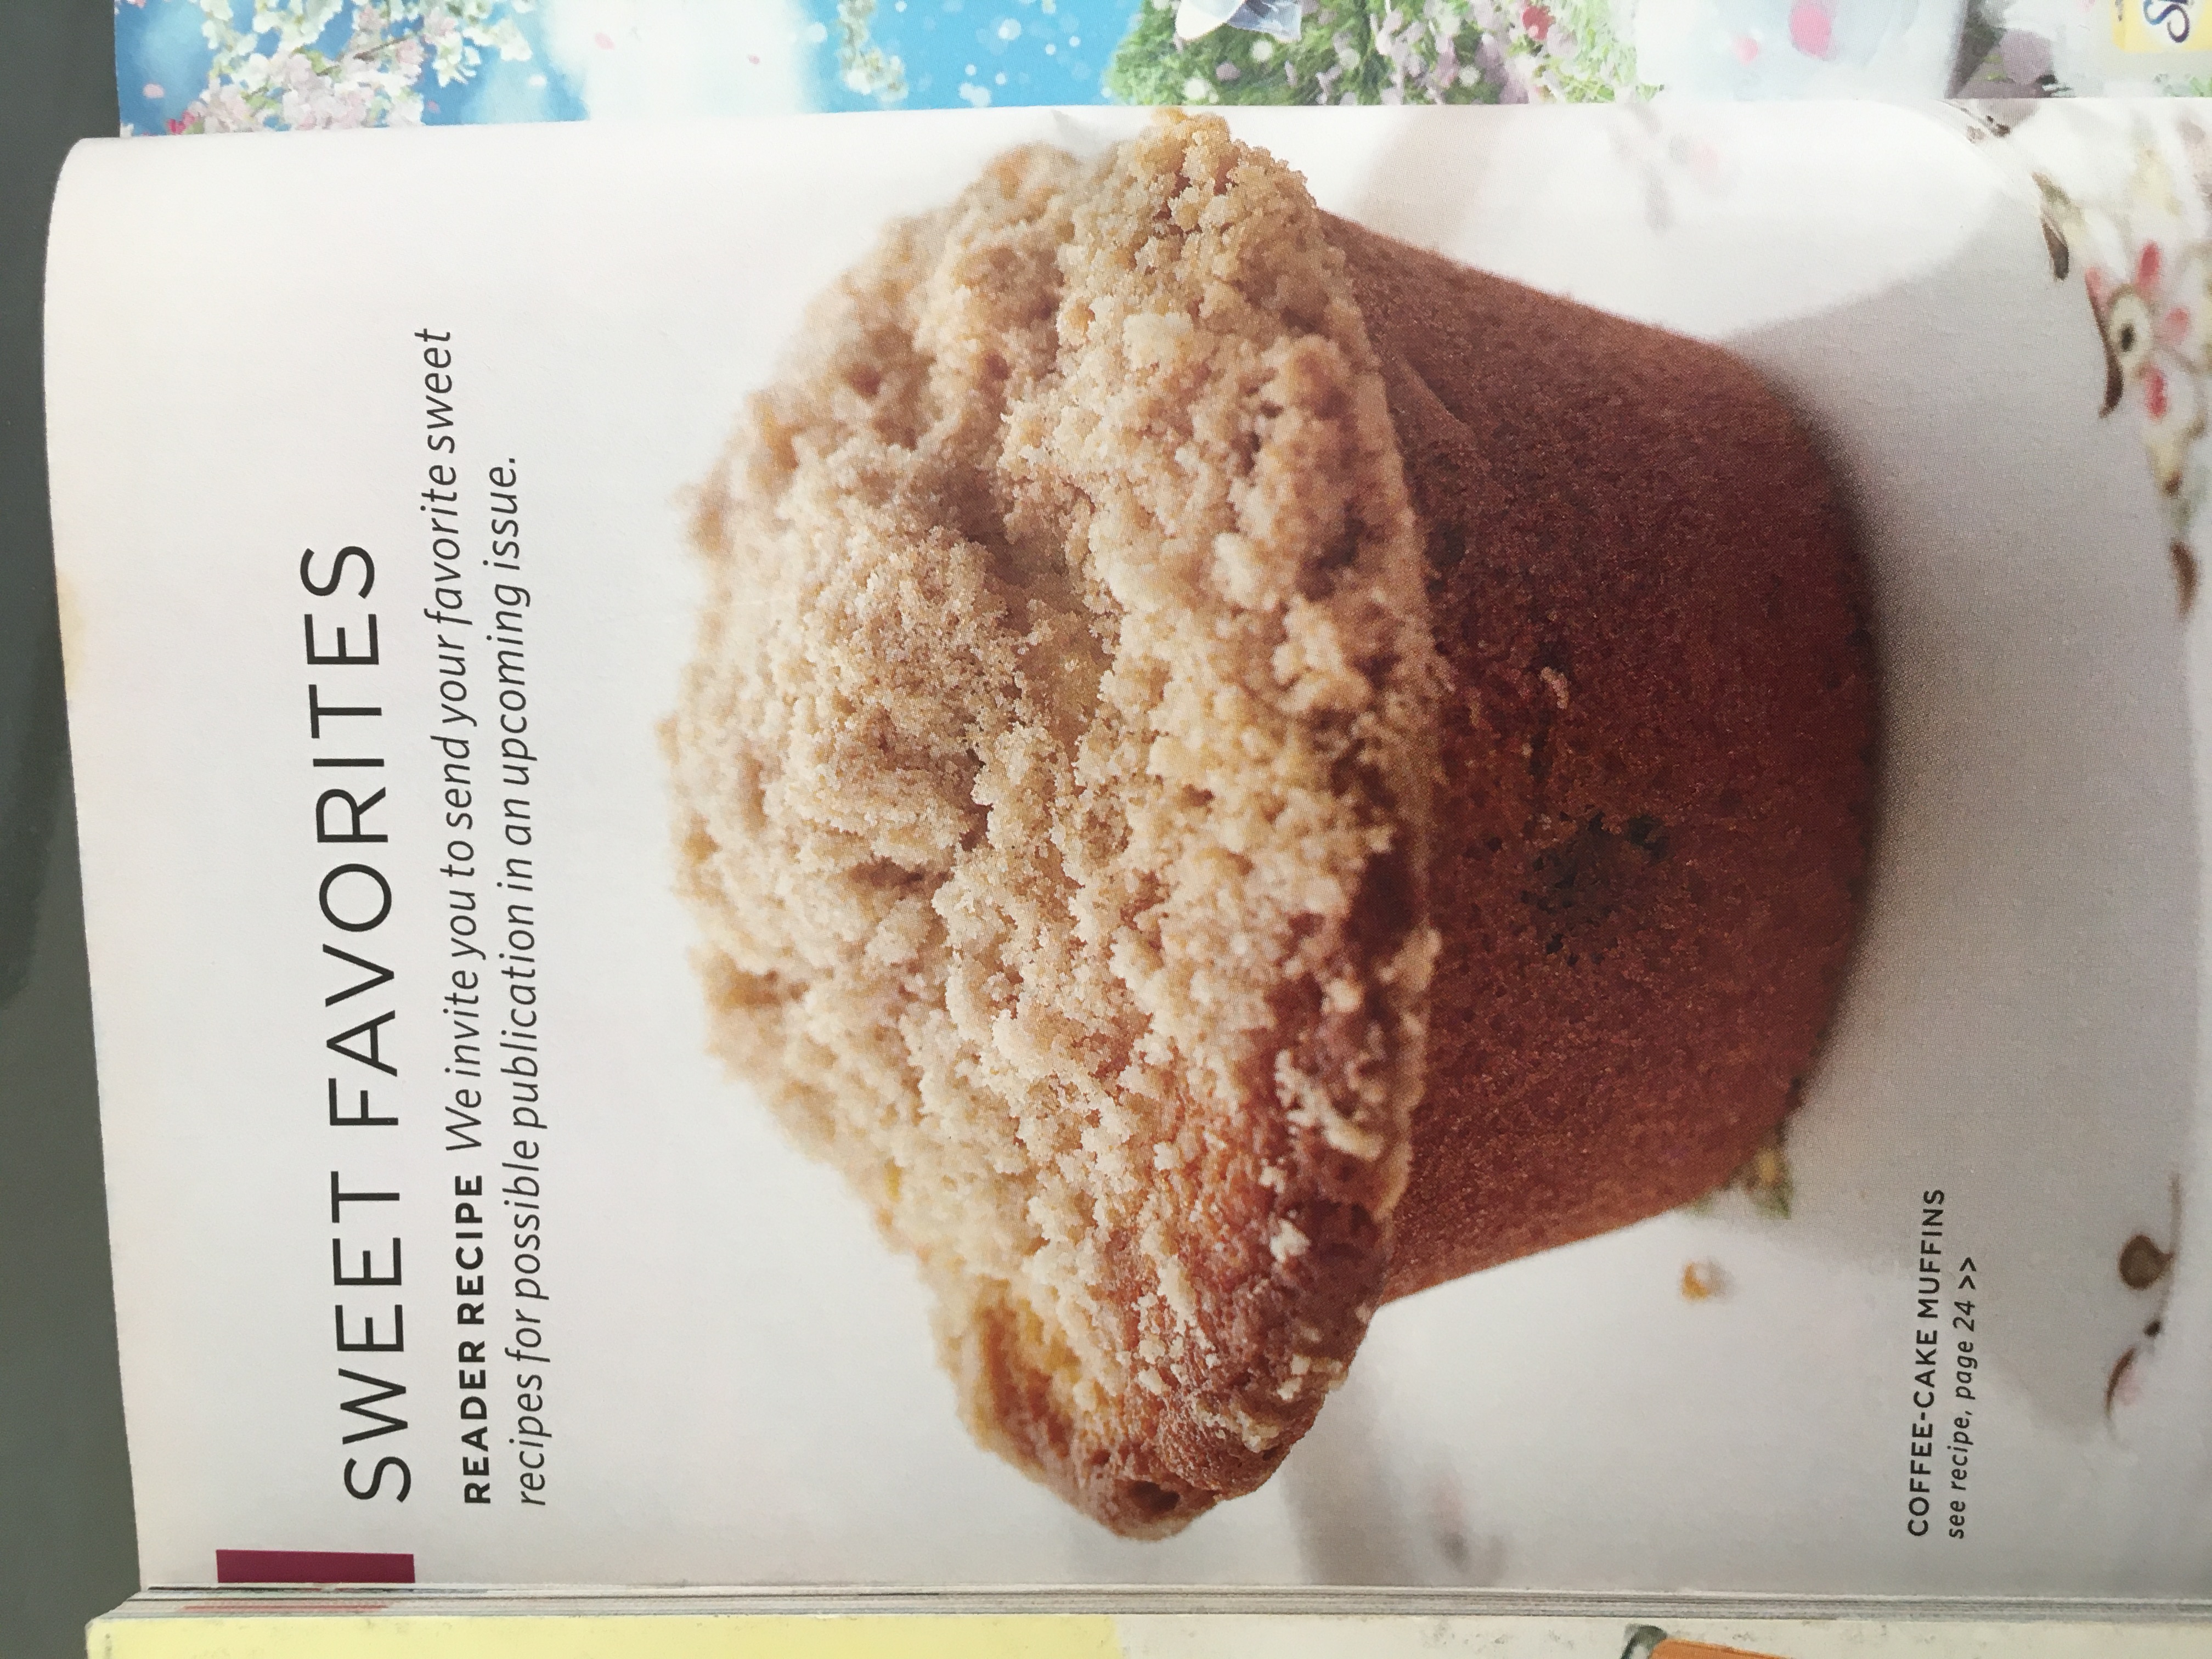 SWEET FAVORITES
READER RECIPE We invite you to send your favorite sweet
recipes for possible publication in an upcoming issue.
COFFEE-CAKE MUFFINS
see recipe, page 24 >>